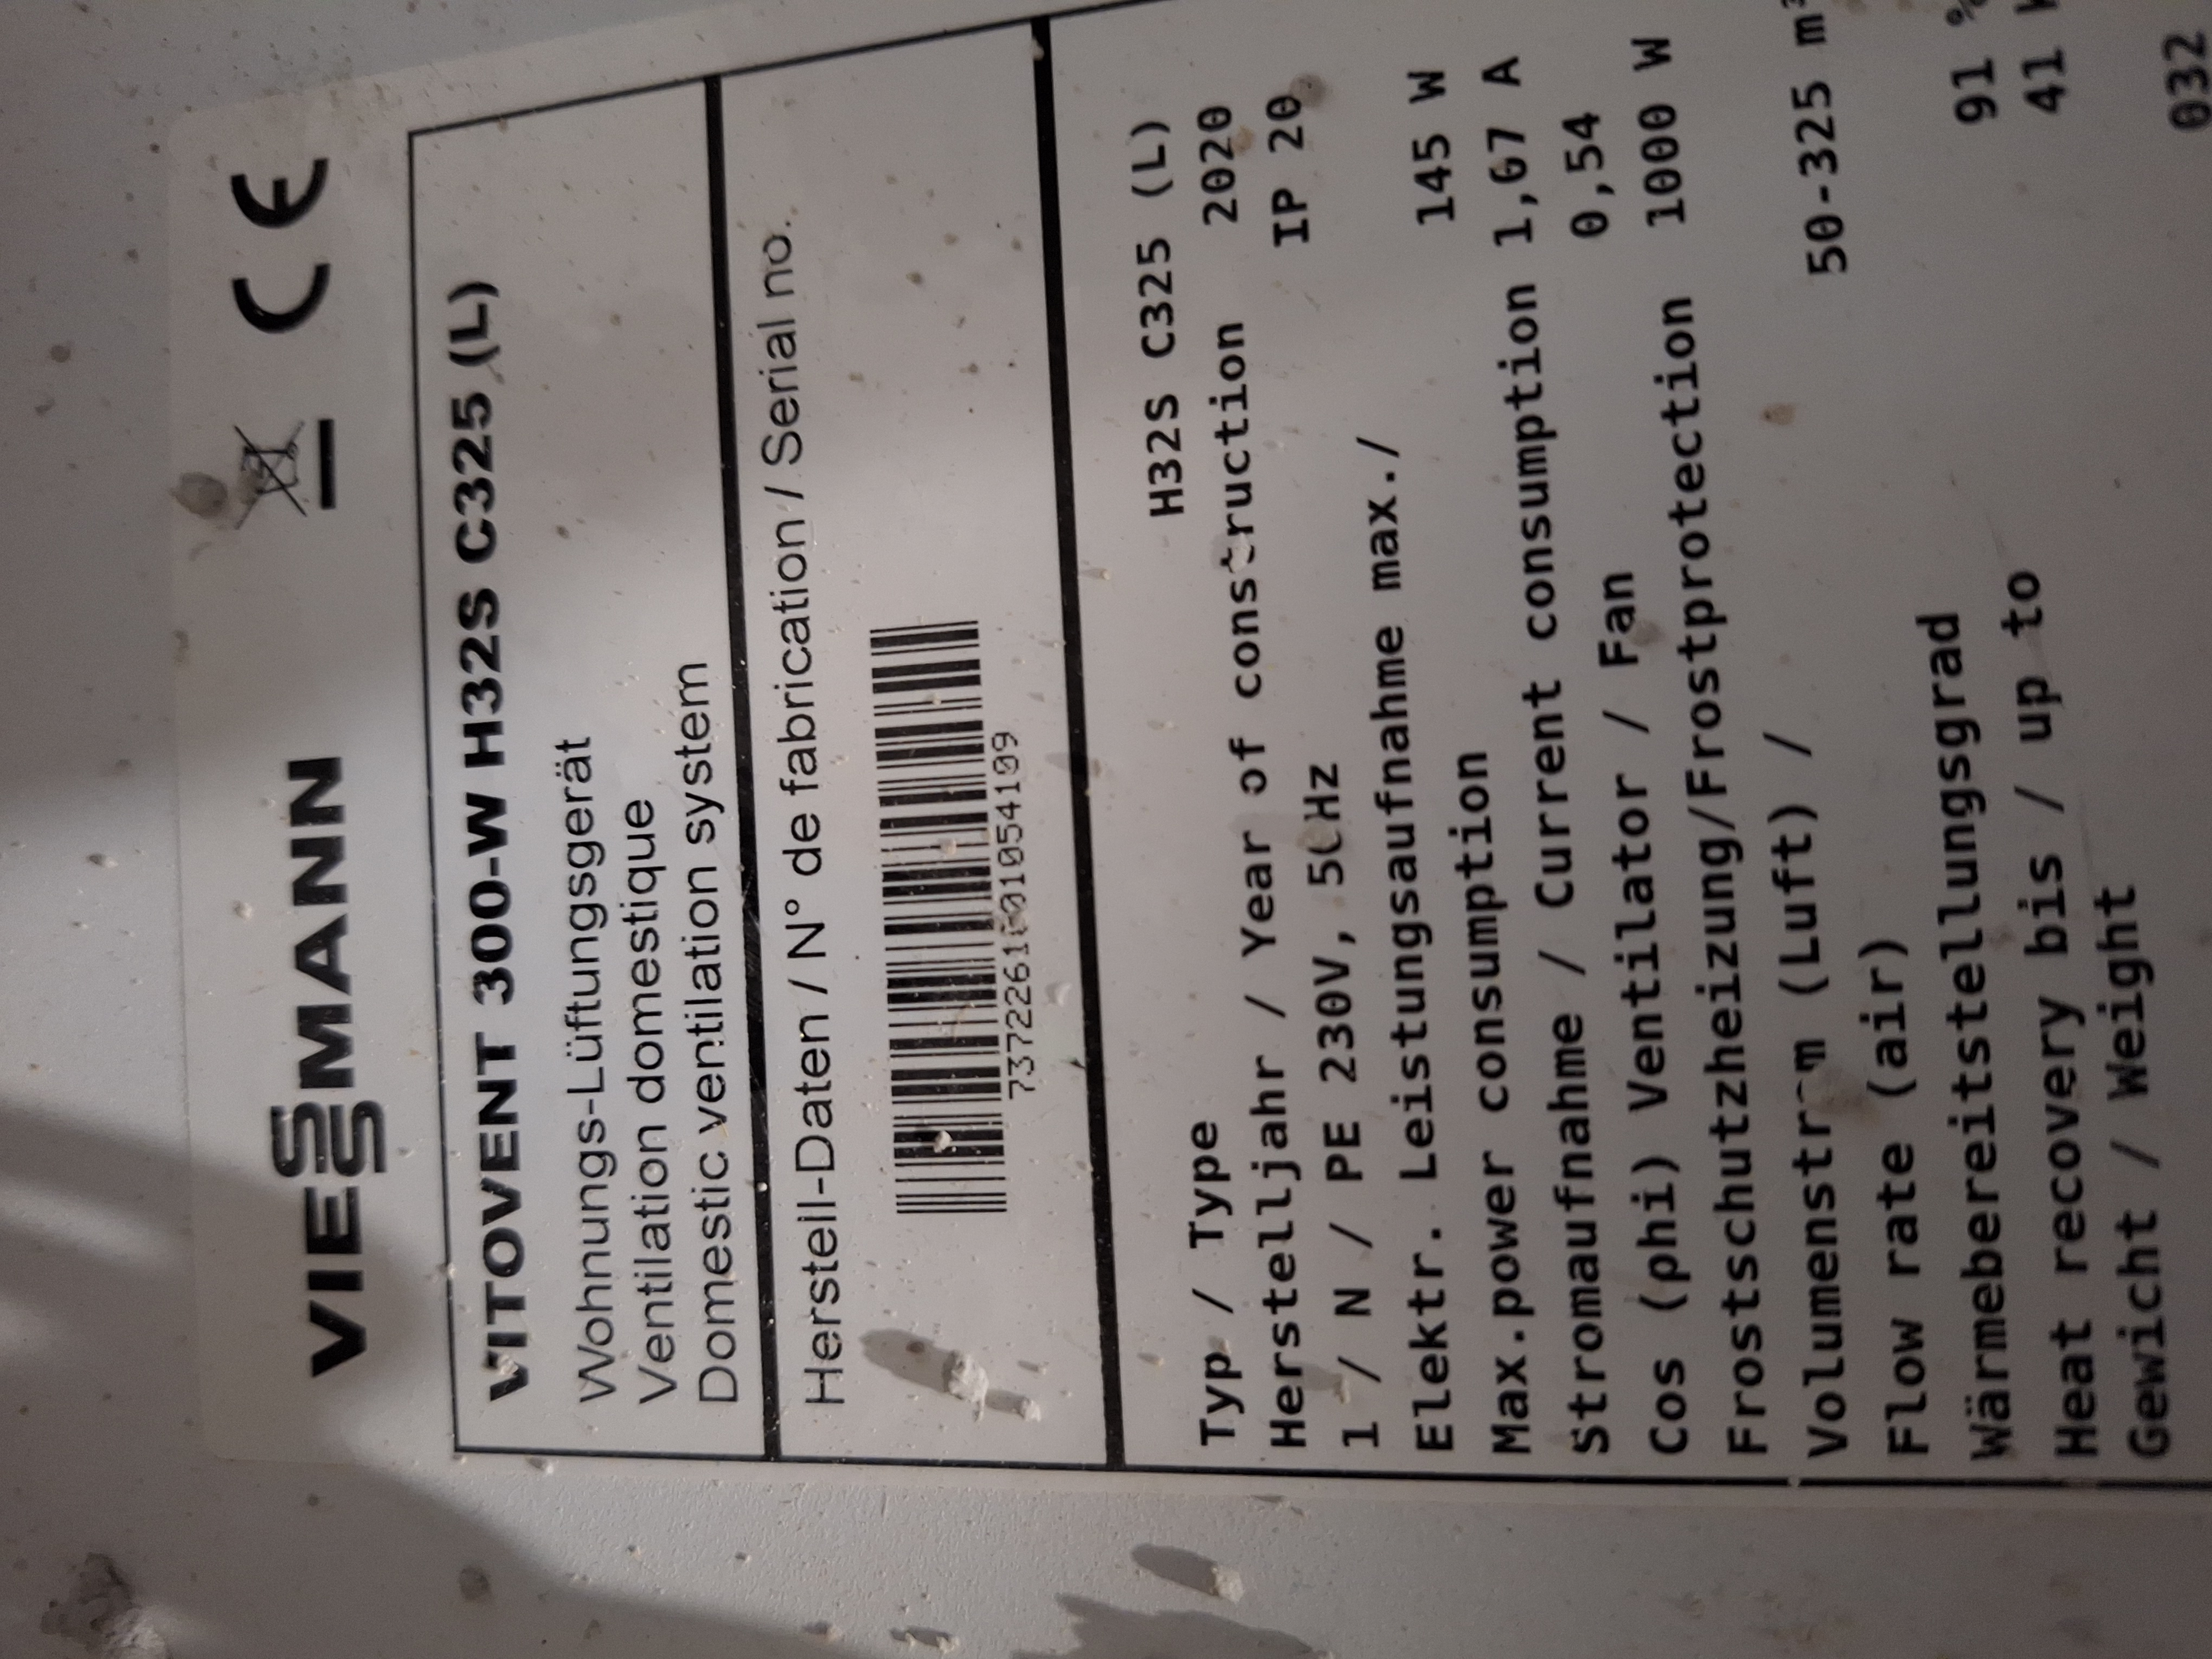 VIESSMANN CE
VITOVENT 300-W H32S C325 (L)
Wohnungs-Lüftungsgerät
Ventilation domestique
Domestic ventilation system
Herstell-Daten / N° de fabrication / Serial no.
Typ / Type H32S C325 (L)
Herstelljahr / Year of construction 2020
1 / N / PE 230V, 50Hz IP 20
Elektr. Leistungsaufnahme max./
Max.power consumption 145 W
Stromaufnahme / Current consumption 1,67 A
Cos (phi) Ventilator / Fan 0,54
Frostschutzheizung/Frostprotection 1000 W
Volumenstrom (Luft) /
Flow rate (air) 50-325
Wärmebereitstellungsgrad
Heat recovery bis / up to 91 %
Gewicht / Weight 41
032